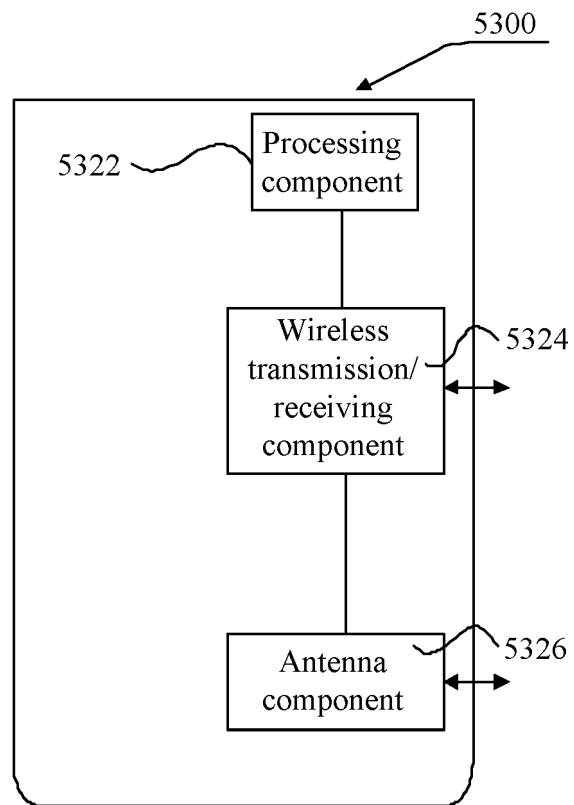 5300
Processing
component
5322
Wireless
transmission/
receiving
component
5324
Antenna
component
5326